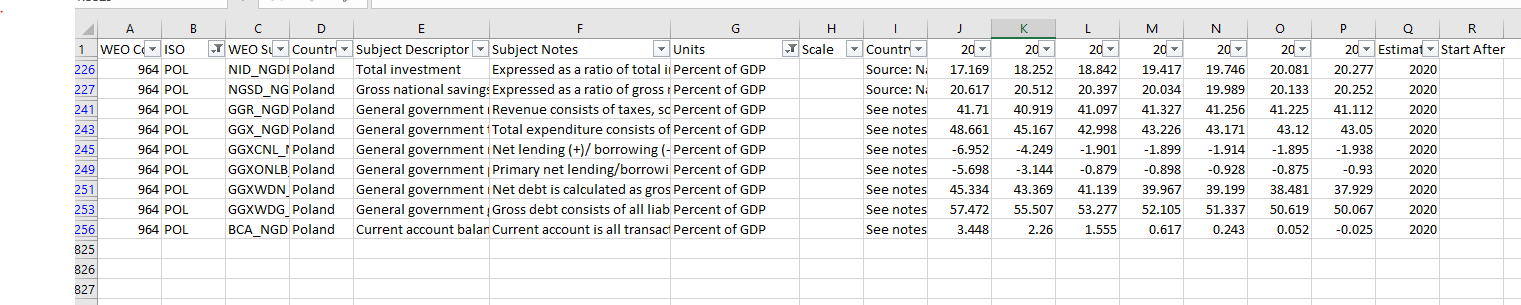 A B C D E F G H I J K L M N O P Q R
1 WEO Co ISO WEO Su Countr Subject Descriptor Subject Notes Units Scale Countr 20 20 20 20 20 20 20 Estimat Start After
226 964 POL NID_NGD Poland Total investment Expressed as a ratio of total i Percent of GDP Source: Na 17.169 18.252 18.842 19.417 19.746 20.081 20.277 2020
227 964 POL NGSD_NG Poland Gross national savings Expressed as a ratio of gross Percent of GDP Source: Na 20.617 20.512 20.397 20.034 19.989 20.133 20.252 2020
241 964 POL GGR_NGD Poland General government Revenue consists of taxes, so Percent of GDP See notes 41.71 40.919 41.097 41.327 41.256 41.225 41.112 2020
243 964 POL GGX_NGD Poland General government Total expenditure consists of Percent of GDP See notes 48.661 45.167 42.998 43.226 43.171 43.12 43.05 2020
245 964 POL GGXCNL_ Poland General government Net lending (+)/ borrowing (- Percent of GDP See notes -6.952 -4.249 -1.901 -1.899 -1.914 -1.895 -1.938 2020
249 964 POL GGXONLB Poland General government Primary net lending/borrowi Percent of GDP See notes -5.698 -3.144 -0.879 -0.898 -0.928 -0.875 -0.93 2020
251 964 POL GGXWDN_ Poland General government Net debt is calculated as gros Percent of GDP See notes 45.334 43.369 41.139 39.967 39.199 38.481 37.929 2020
253 964 POL GGXWDG_ Poland General government Gross debt consists of all liab Percent of GDP See notes 57.472 55.507 53.277 52.105 51.337 50.619 50.067 2020
256 964 POL BCA_NGD Poland Current account balan Current account is all transac Percent of GDP See notes 3.448 2.26 1.555 0.617 0.243 0.052 -0.025 2020
825
826
827